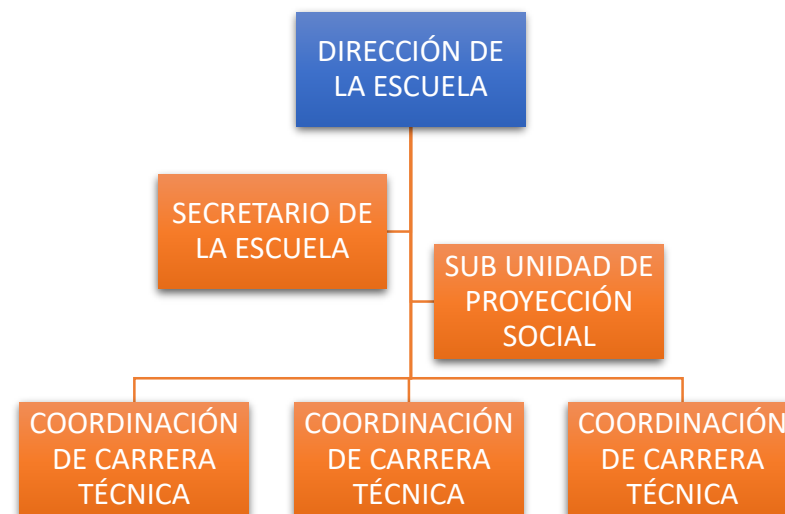 DIRECCIÓN DE
LA ESCUELA
SECRETARIO DE
LA ESCUELA
SUB UNIDAD DE
PROYECCIÓN
SOCIAL
COORDINACIÓN
DE CARRERA
TÉCNICA
COORDINACIÓN
DE CARRERA
TÉCNICA
COORDINACIÓN
DE CARRERA
TÉCNICA